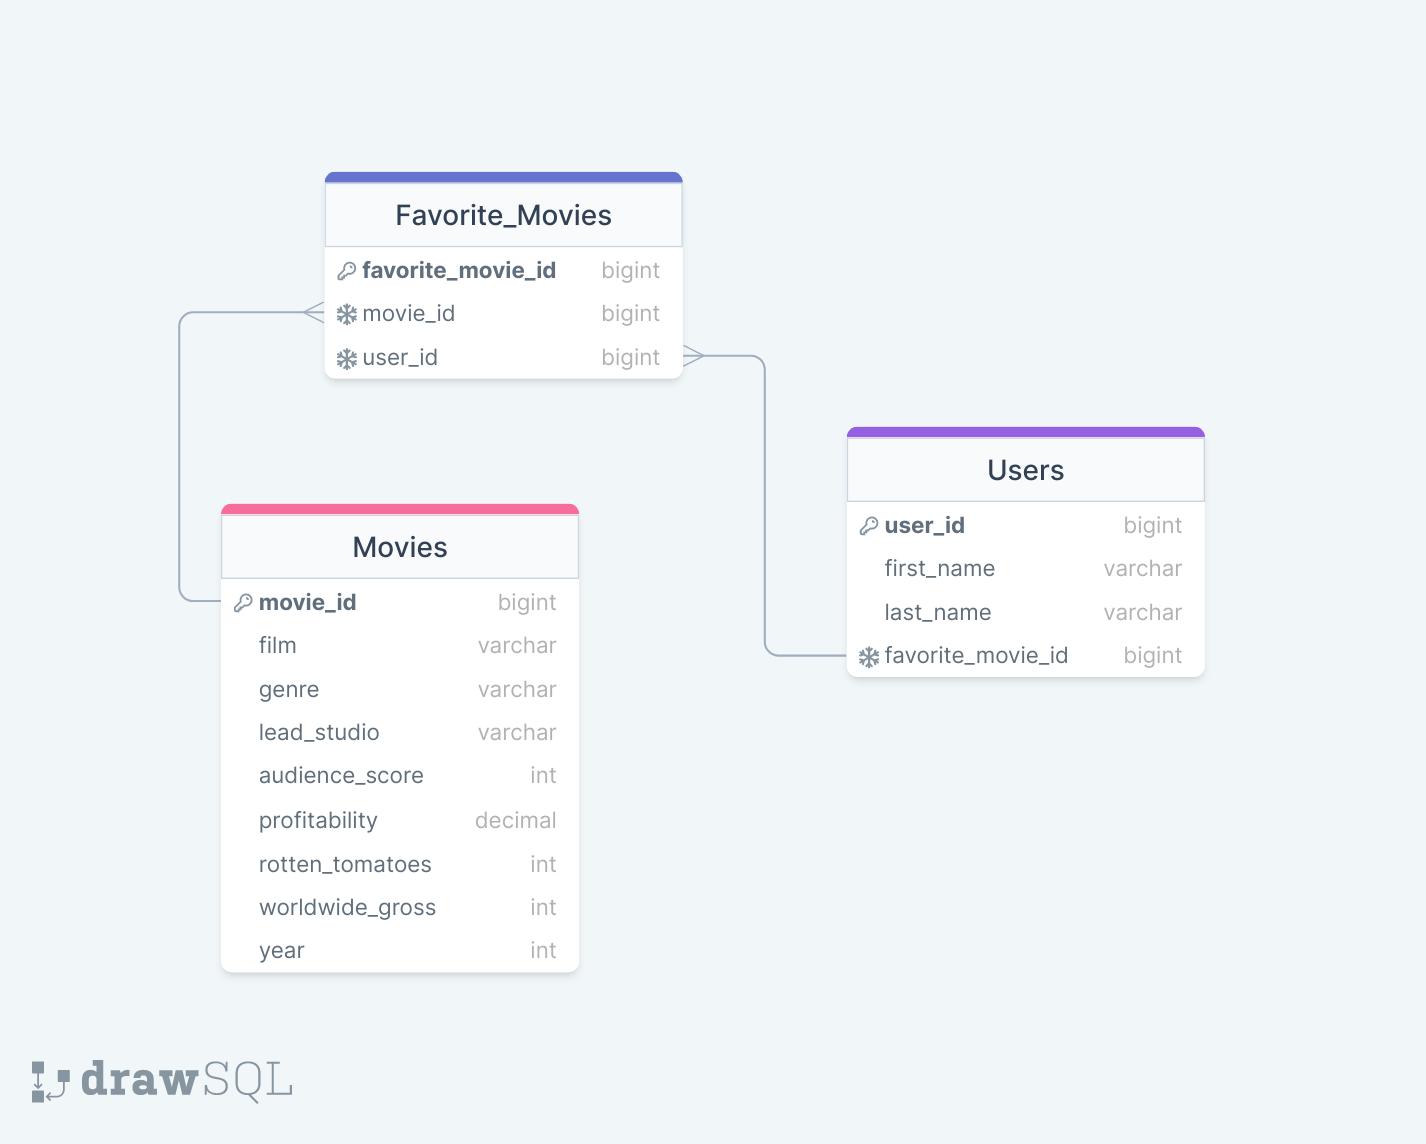 Favorite_Movies
favorite_movie_id bigint
movie_id bigint
user_id bigint
Users
user_id bigint
first_name varchar
last_name varchar
favorite_movie_id bigint
Movies
movie_id bigint
film varchar
genre varchar
lead_studio varchar
audience_score int
profitability decimal
rotten_tomatoes int
worldwide_gross int
year int
drawSQL